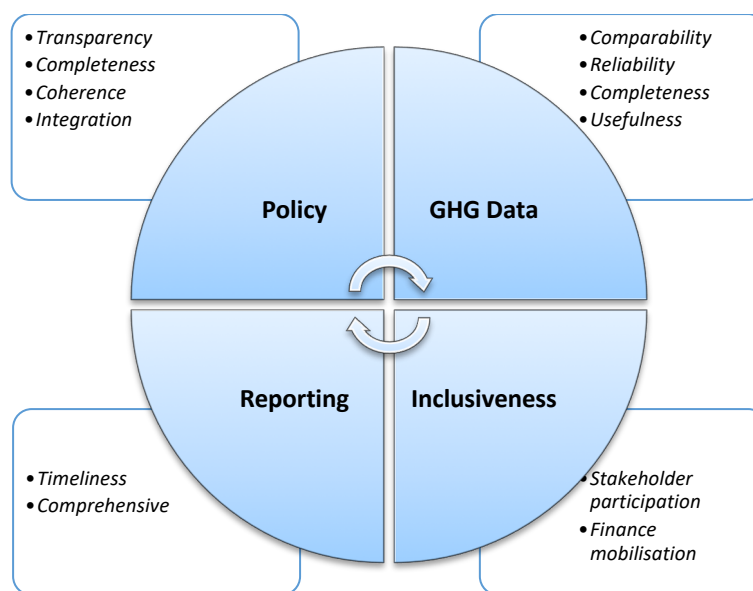 • Transparency
• Completeness
• Coherence
• Integration
• Comparability
• Reliability
• Completeness
• Usefulness
Policy
GHG Data
Reporting
Inclusiveness
• Timeliness
• Comprehensive
• Stakeholder
participation
• Finance
mobilisation